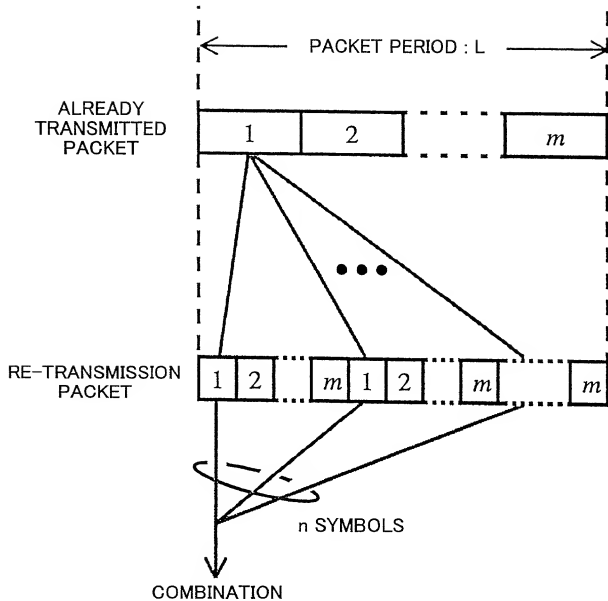 PACKET PERIOD : L
ALREADY
TRANSMITTED
PACKET
1 2 m
RE-TRANSMISSION
PACKET
1 2 m 1 2 m m
n SYMBOLS
COMBINATION